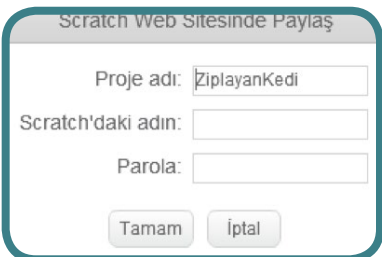 Scratch Web Sitesinde Paylaş
Proje adı: ZiplayanKedi
Scratch'daki adın:
Parola:
Tamam İptal